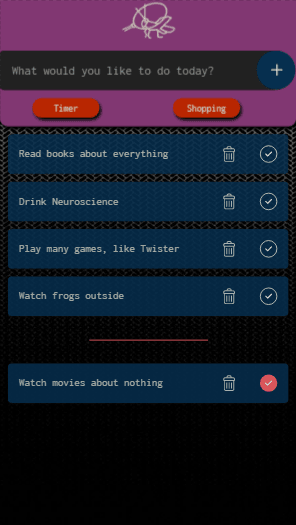 What would you like to do today?
Timer
Shopping
Read books about everything
Drink Neuroscience
Play many games, like Twister
Watch frogs outside
Watch movies about nothing